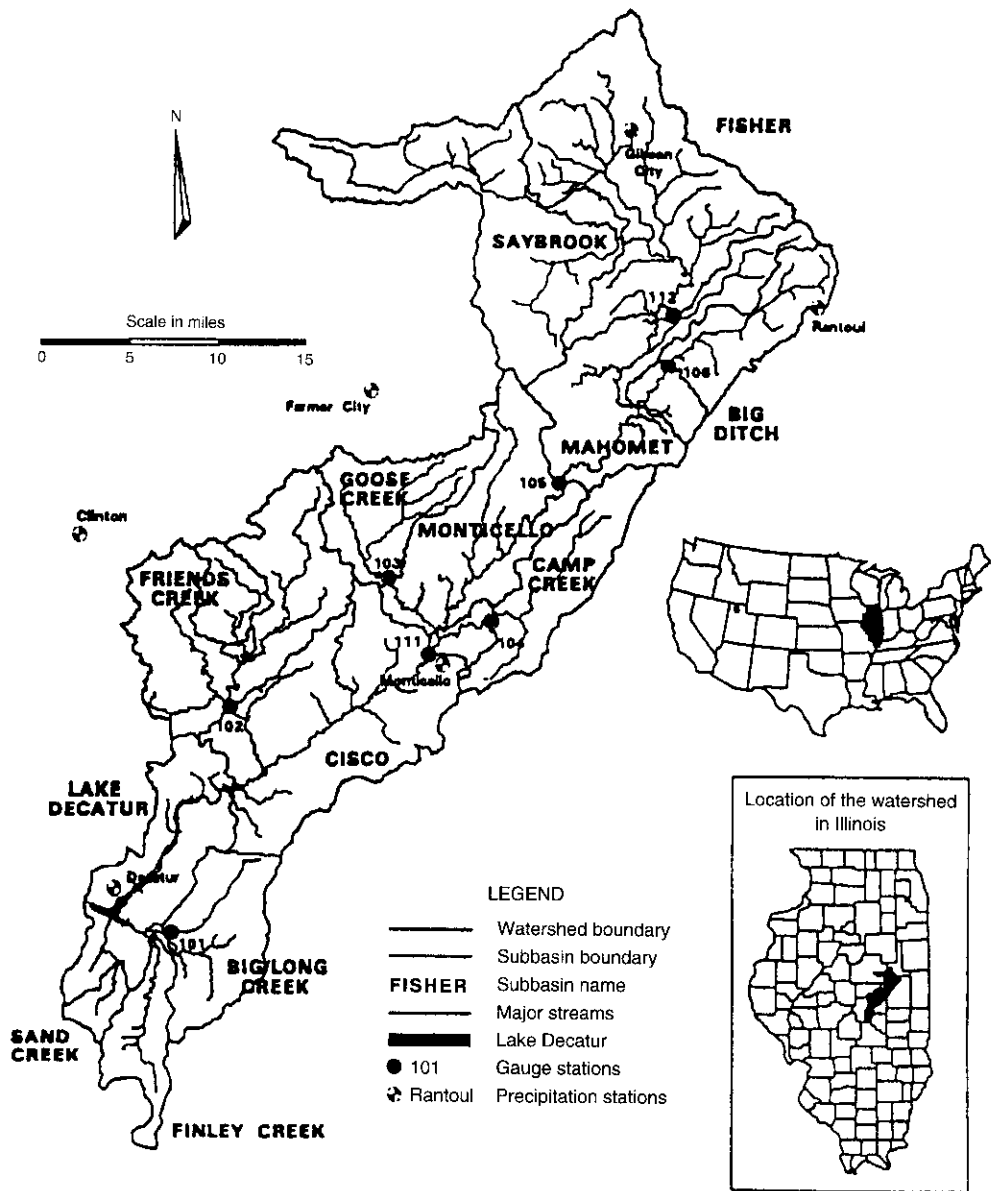 N
FISHER
Gibson
City
SAYBROOK
112
Rantoul
Scale in miles
0 5 10 15
106
Farmer City
BIG
DITCH
MAHOMET
GOOSE
CREEK
105
Clinton
MONTICELLO
103
CAMP
CREEK
FRIENDS
CREEK
111
Monticello
102
CISCO
LAKE
DECATUR
Decatur
101
BIG/LONG
CREEK
SAND
CREEK
FINLEY CREEK
LEGEND
Watershed boundary
Subbasin boundary
FISHER Subbasin name
Major streams
Lake Decatur
101 Gauge stations
Rantoul Precipitation stations
Location of the watershed
in Illinois